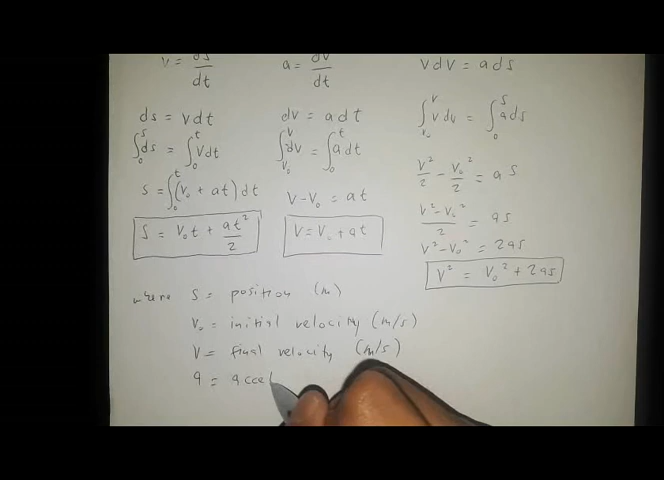 v = ds/dt
ds = vdt
∫₀ˢ ds = ∫₀ᵗ vdt
s = ∫₀ᵗ (v₀ + at) dt
s = v₀t + at²/2
a = dv/dt
dv = adt
∫ᵥ₀ⱽ dv = ∫₀ᵗ adt
v - v₀ = at
v = v₀ + at
vdv = ads
∫ᵥ₀ⱽ vdv = ∫₀ˢ ads
v²/2 - v₀²/2 = as
v² - v₀²/2 = as
v² - v₀² = 2as
v² = v₀² + 2as
where s = position (m)
v₀ = initial velocity (m/s)
v = final velocity (m/s)
a = accel